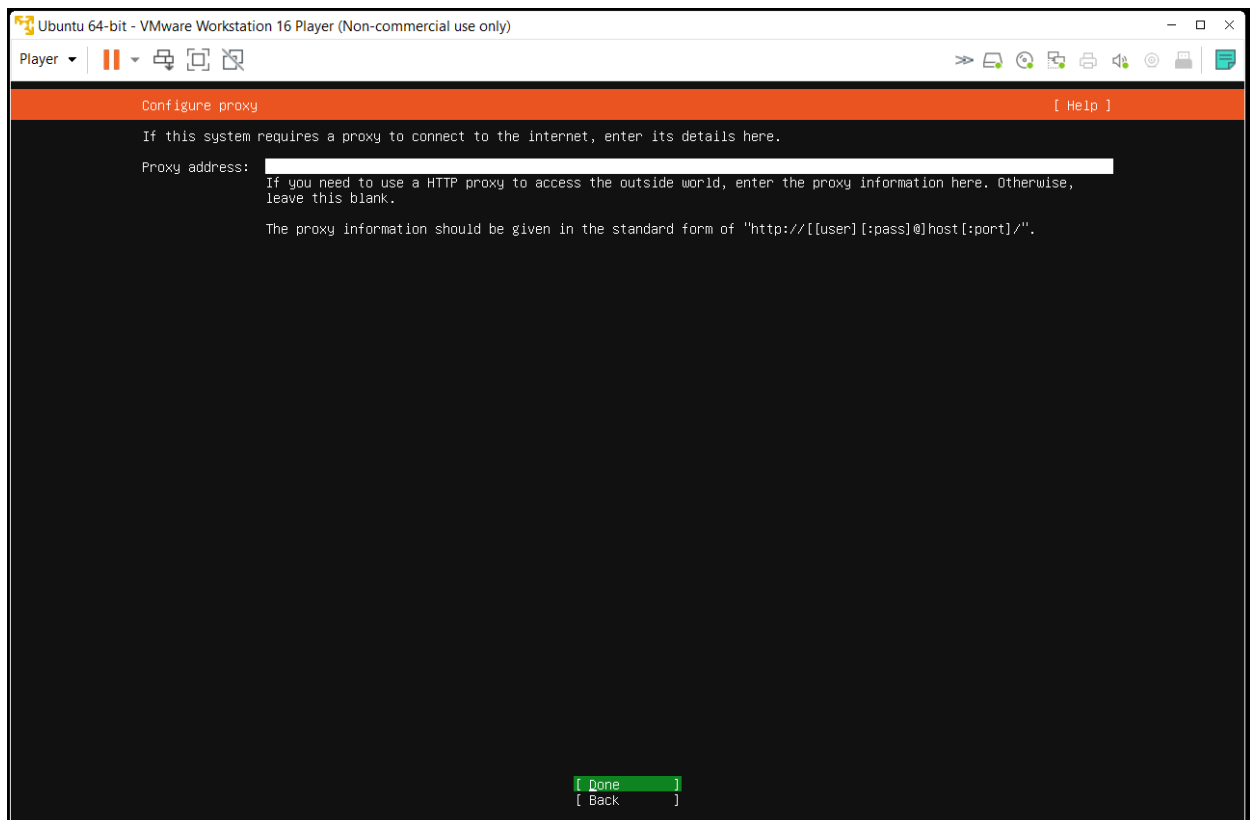 Ubuntu 64-bit - VMware Workstation 16 Player (Non-commercial use only)
Player
Configure proxy [ Help ]
If this system requires a proxy to connect to the internet, enter its details here.
Proxy address:
If you need to use a HTTP proxy to access the outside world, enter the proxy information here. Otherwise,
leave this blank.
The proxy information should be given in the standard form of "http://[[user][:pass]@]host[:port]/".
[ Done ]
[ Back ]